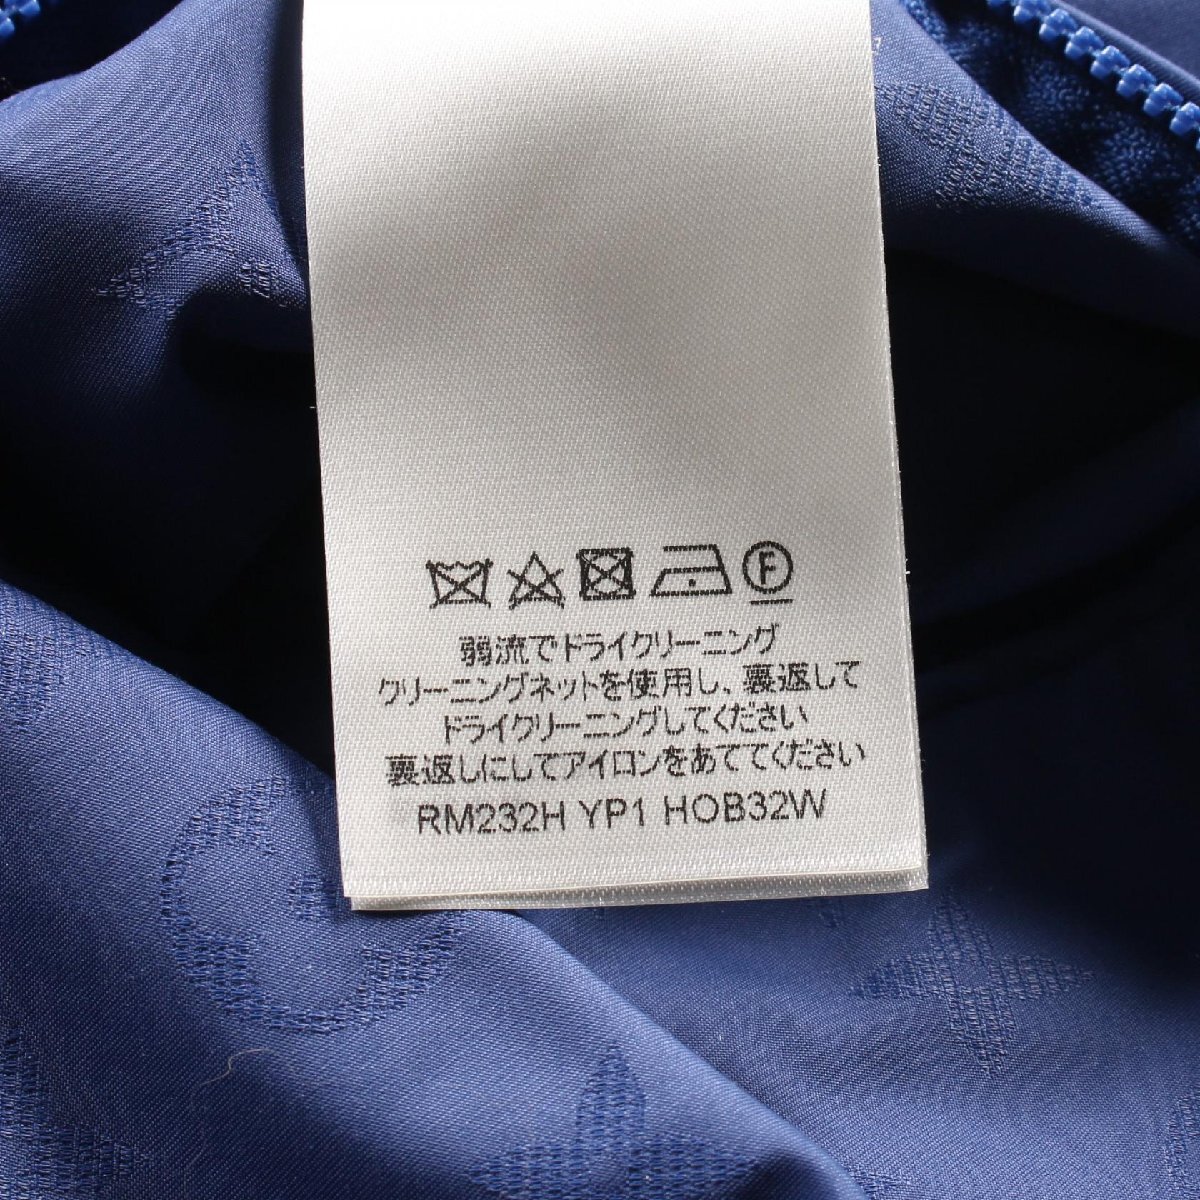 F
弱流でドライクリーニング
クリーニングネットを使用し、裏返して
ドライクリーニングしてください
裏返しにしてアイロンをあててください
RM232H YP1 HOB32W